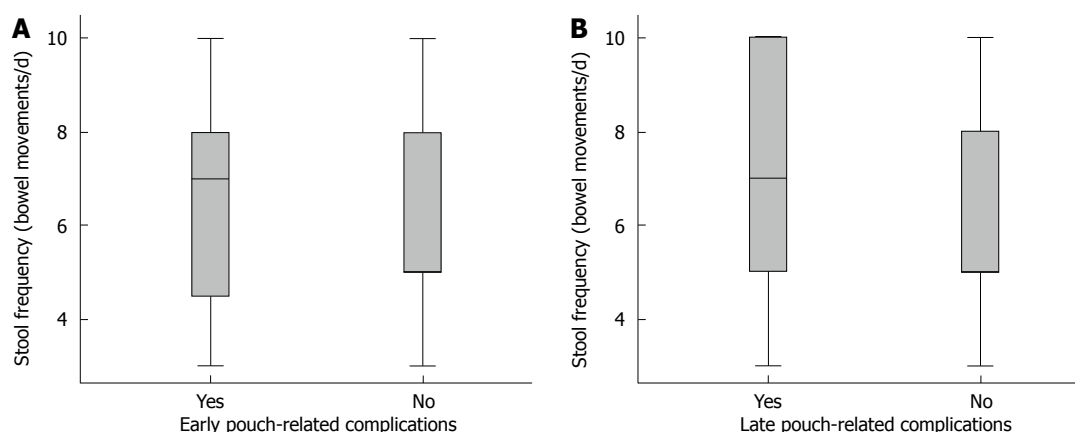 A
Stool frequency (bowel movements/d)
10
8
6
4
Yes
No
Early pouch-related complications
B
Stool frequency (bowel movements/d)
10
8
6
4
Yes
No
Late pouch-related complications